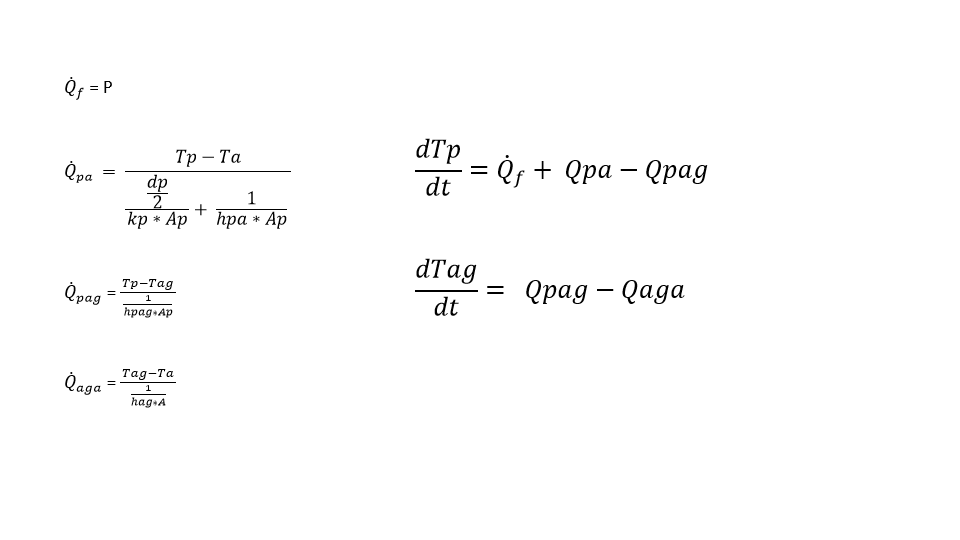 Q̇f = P
Q̇pa = (Tp − Ta) / ((dp/2)/(kp * Ap) + 1/(hpa * Ap))
Q̇pag = (Tp−Tag) / (1/(hpag∗Ap))
Q̇aga = (Tag−Ta) / (1/(hag∗A))
dTp/dt = Q̇f + Qpa − Qpag
dTag/dt = Qpag − Qaga